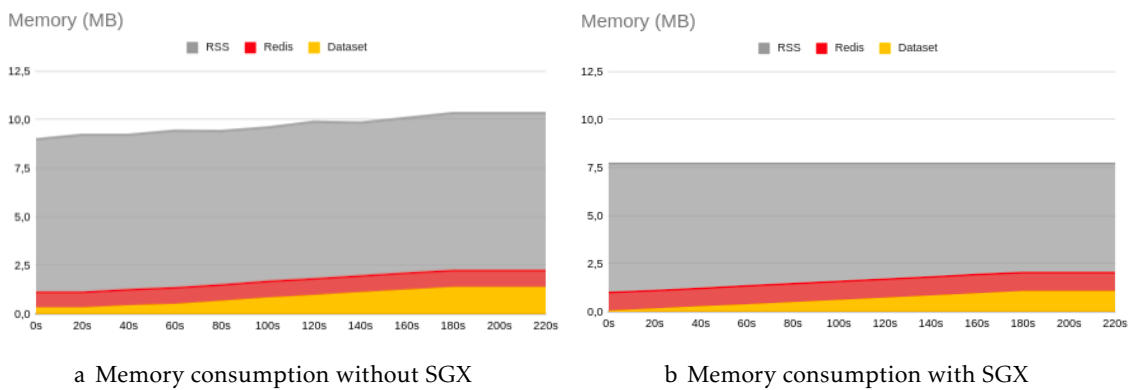 Memory (MB)
RSS Redis Dataset
12,5
10,0
7,5
5,0
2,5
0,0
0s 20s 40s 60s 80s 100s 120s 140s 160s 180s 200s 220s
a Memory consumption without SGX
Memory (MB)
RSS Redis Dataset
12,5
10,0
7,5
5,0
2,5
0,0
0s 20s 40s 60s 80s 100s 120s 140s 160s 180s 200s 220s
b Memory consumption with SGX